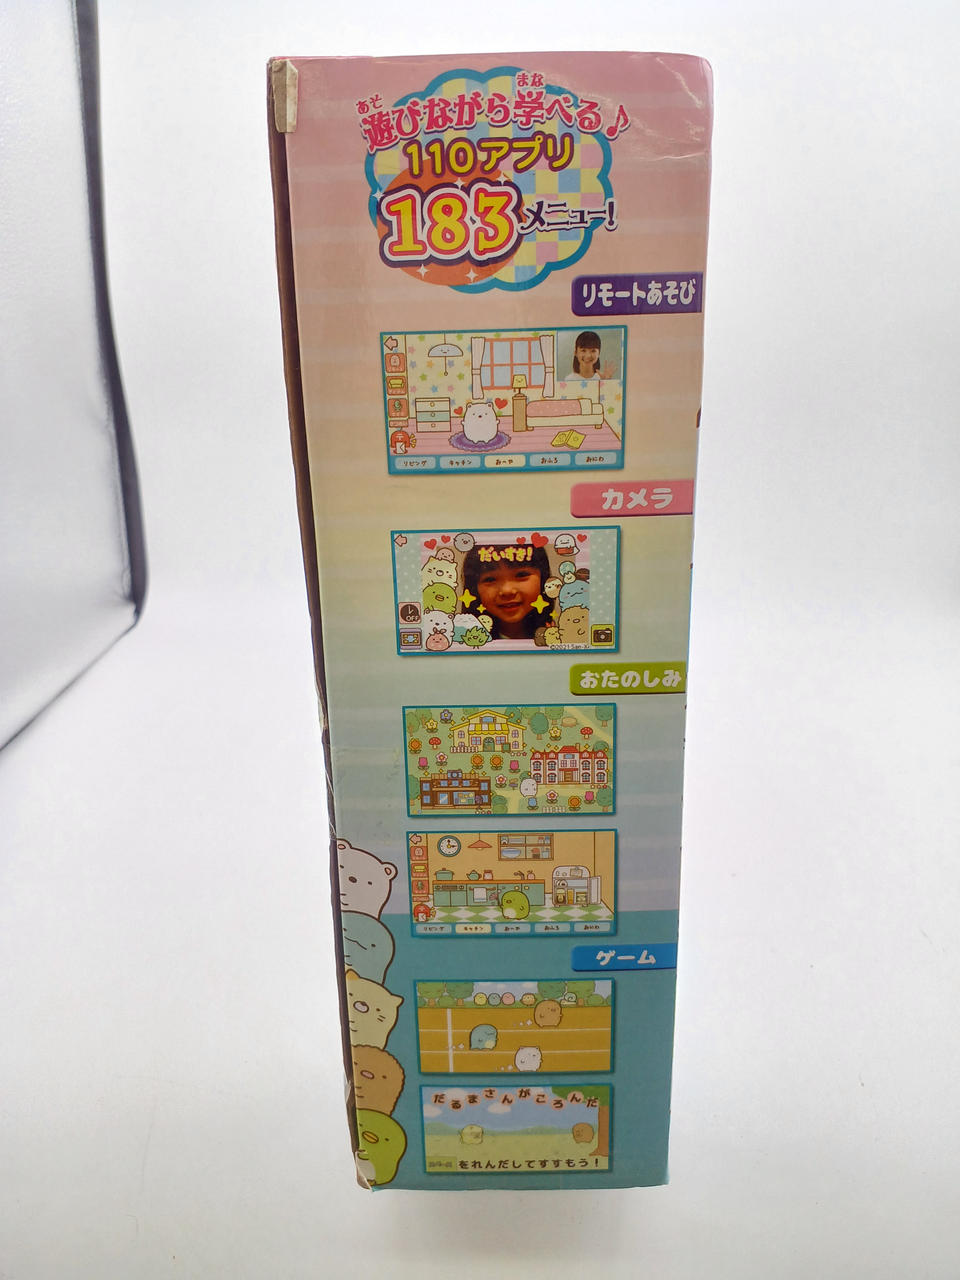 あそ
まな
遊びながら学べる♪
110アプリ
183メニュー!
リモートあそび
リビング
キッチン
おへや
おふろ
おにわ
カメラ
だいすき!
OFF
©2021 San-X
おたのしみ
リビング
キッチン
おへや
おふろ
おにわ
ゲーム
だるまさんがころんだ
をれんだしてすすもう!